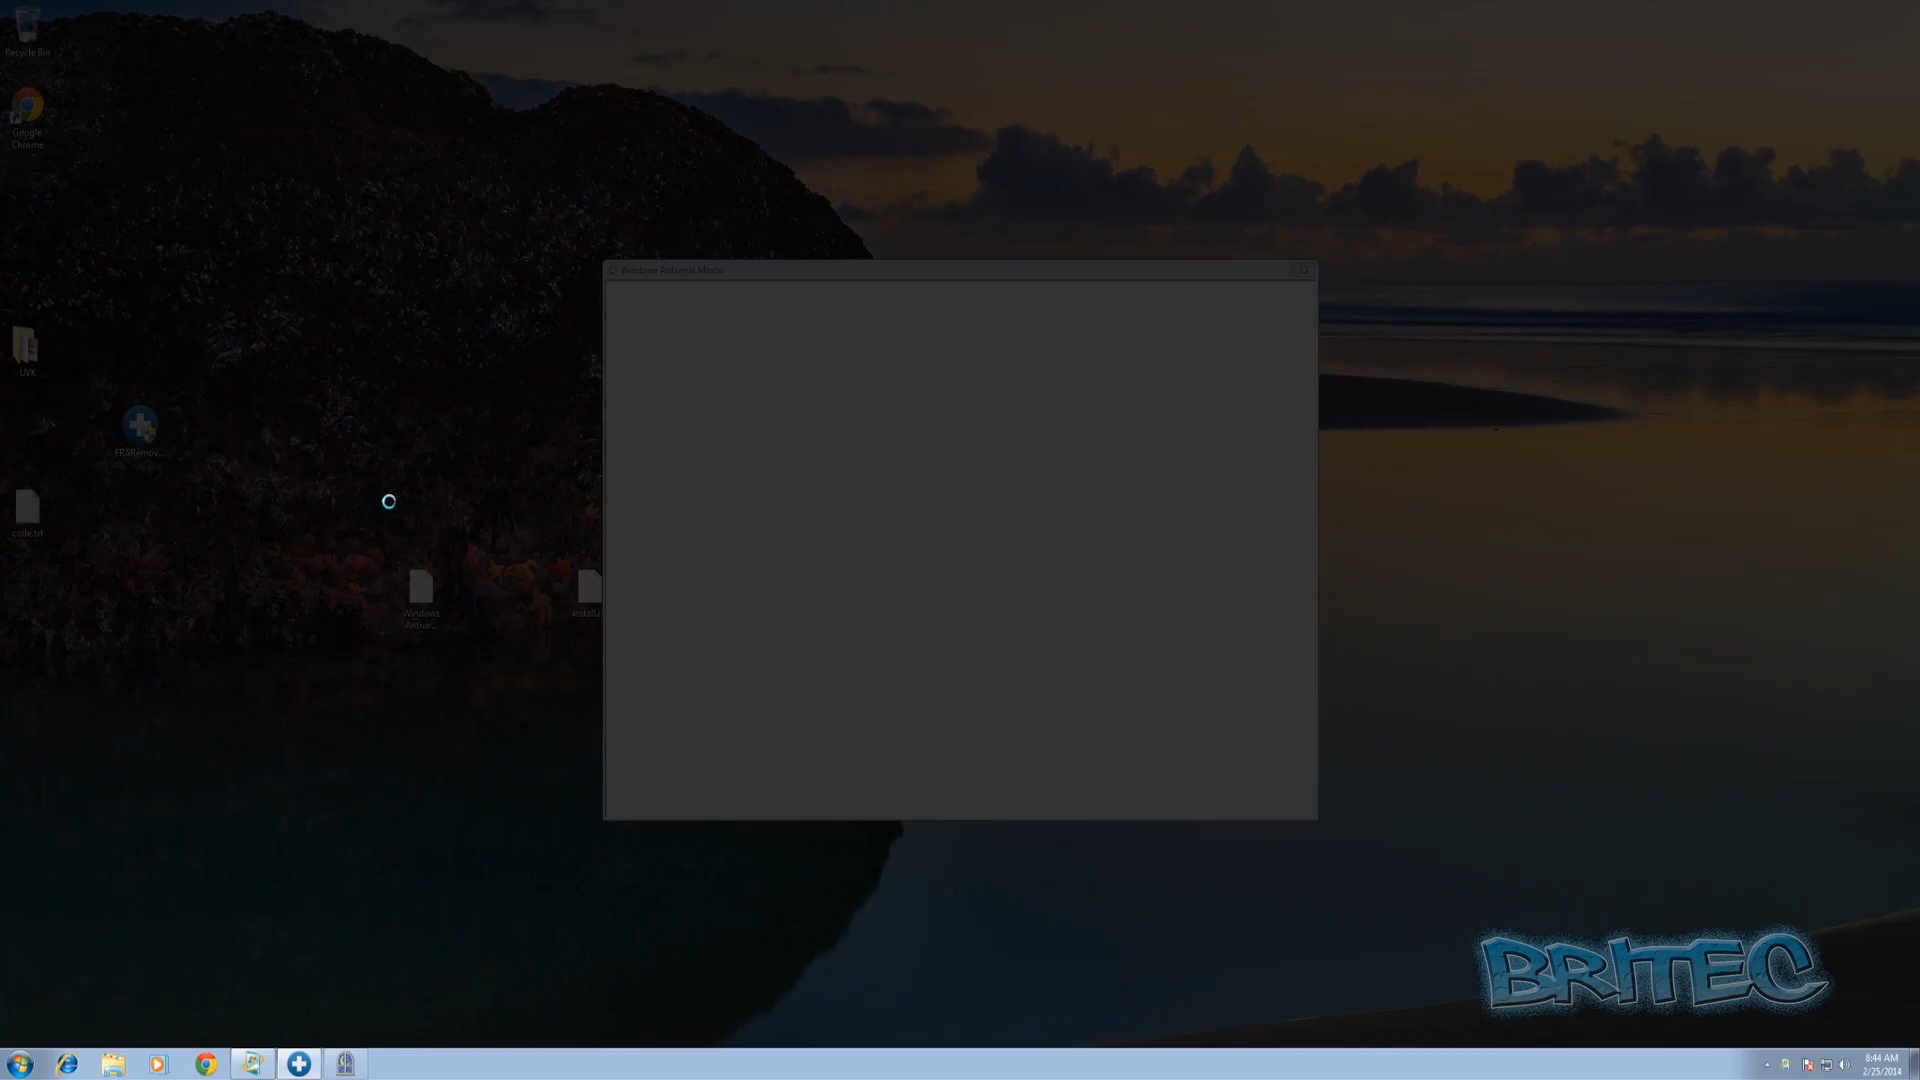 Recycle Bin
Google
Chrome
Windows Antivirus Master
UVK
ERARemov...
code.txt
Windows
Antivir...
install.r
BRITEC
8:44 AM
2/25/2014